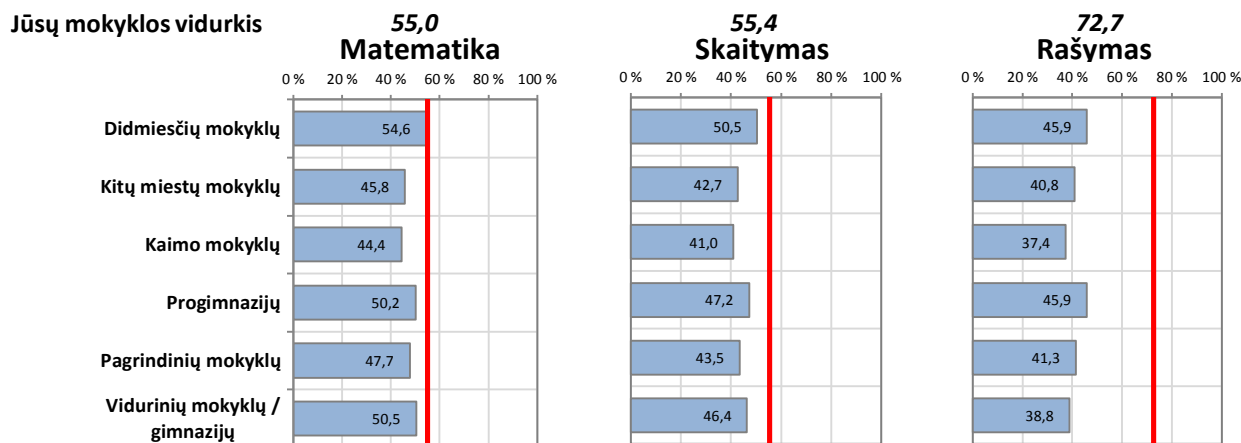 Jūsų mokyklos vidurkis 55,0 55,4 72,7
Matematika Skaitymas Rašymas
0 % 20 % 40 % 60 % 80 % 100 % 0 % 20 % 40 % 60 % 80 % 100 % 0 % 20 % 40 % 60 % 80 % 100 %
Didmiesčių mokyklų 54,6 50,5 45,9
Kitų miestų mokyklų 45,8 42,7 40,8
Kaimo mokyklų 44,4 41,0 37,4
Progimnazijų 50,2 47,2 45,9
Pagrindinių mokyklų 47,7 43,5 41,3
Vidurinių mokyklų /
gimnazijų 50,5 46,4 38,8